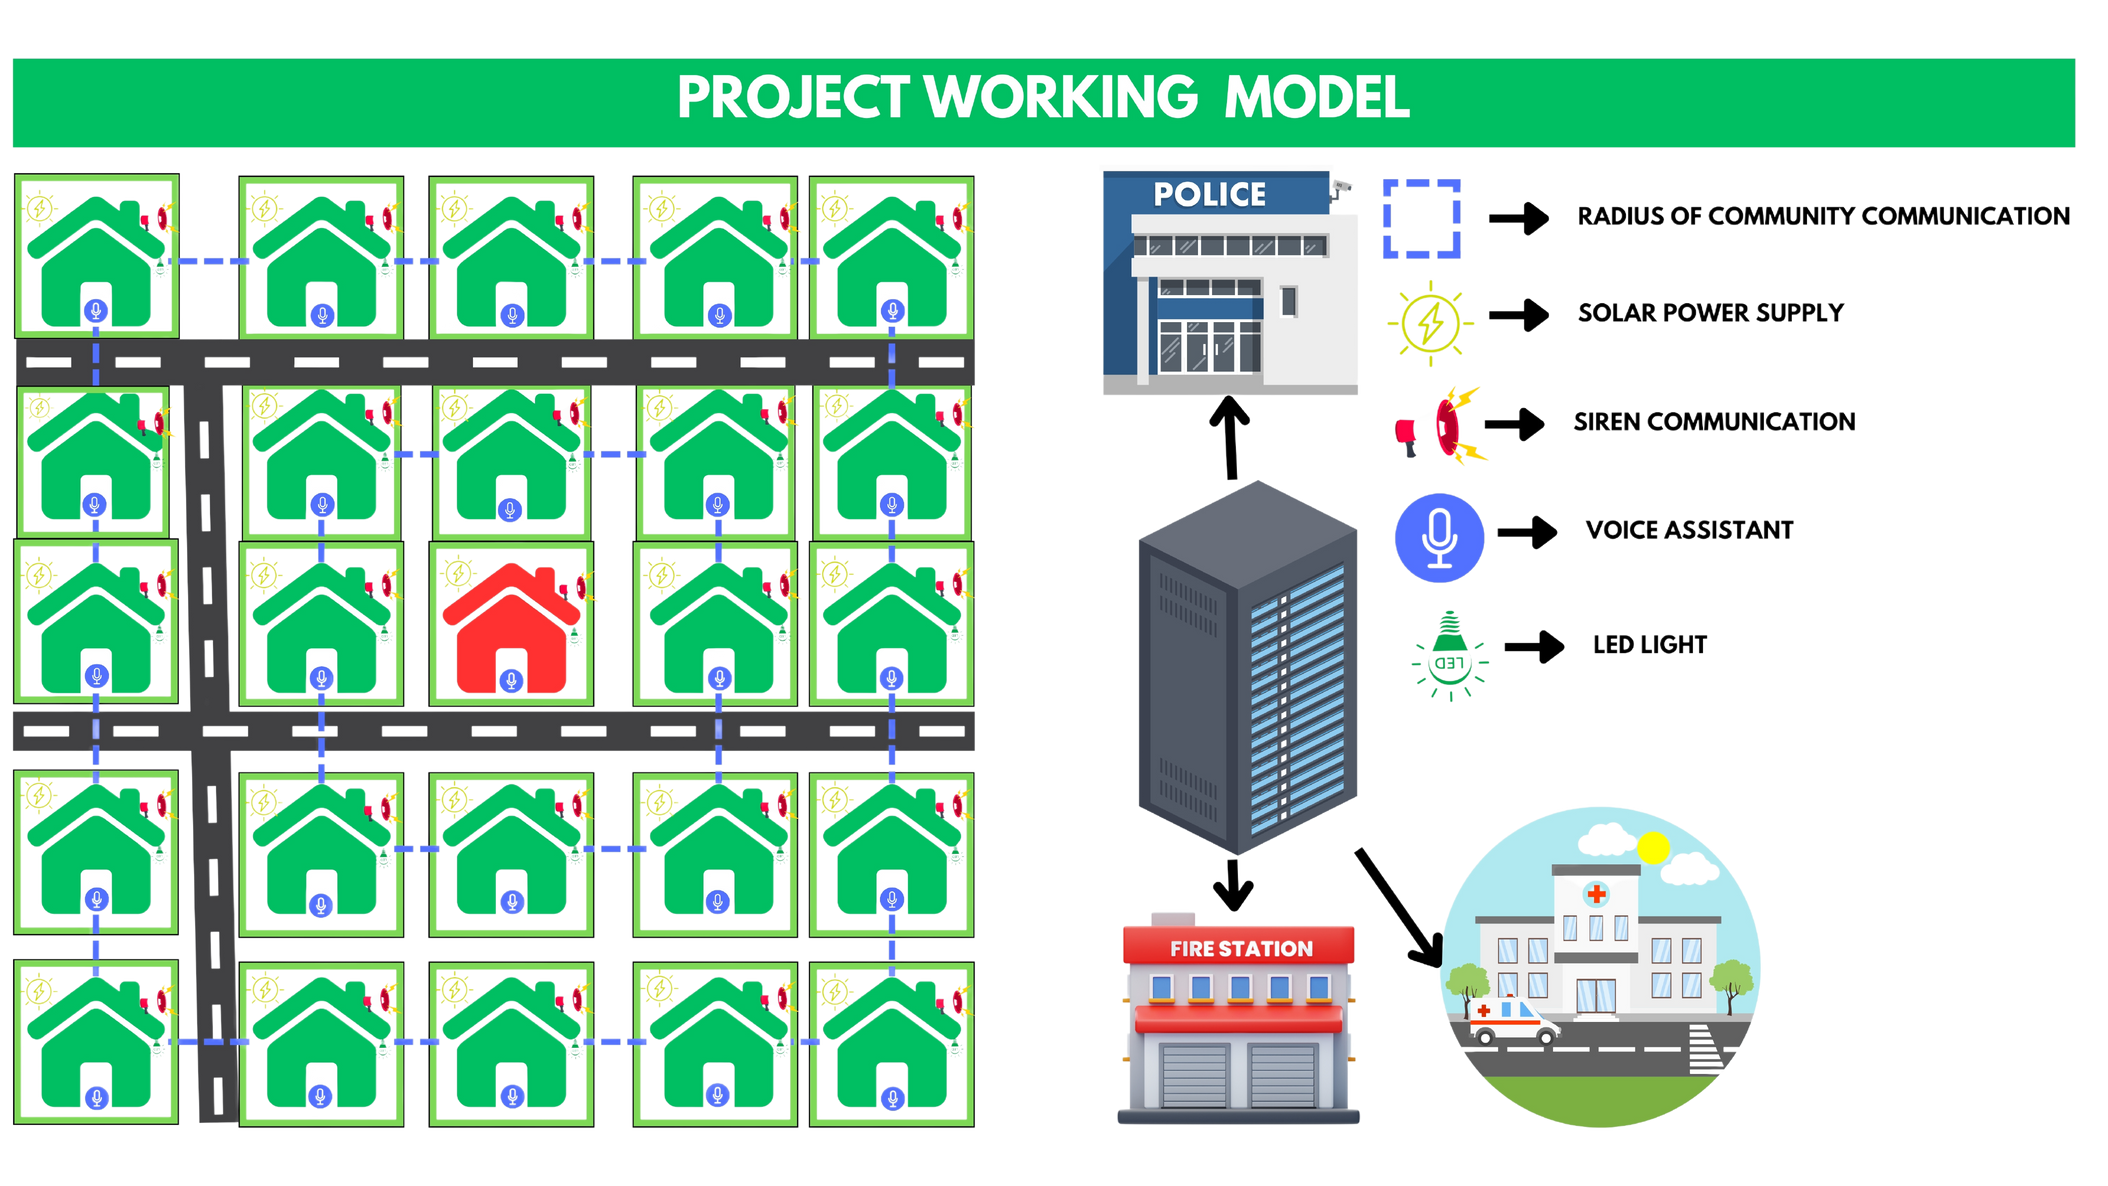 PROJECT WORKING MODEL
POLICE
RADIUS OF COMMUNITY COMMUNICATION
SOLAR POWER SUPPLY
SIREN COMMUNICATION
VOICE ASSISTANT
LED
LED LIGHT
FIRE STATION